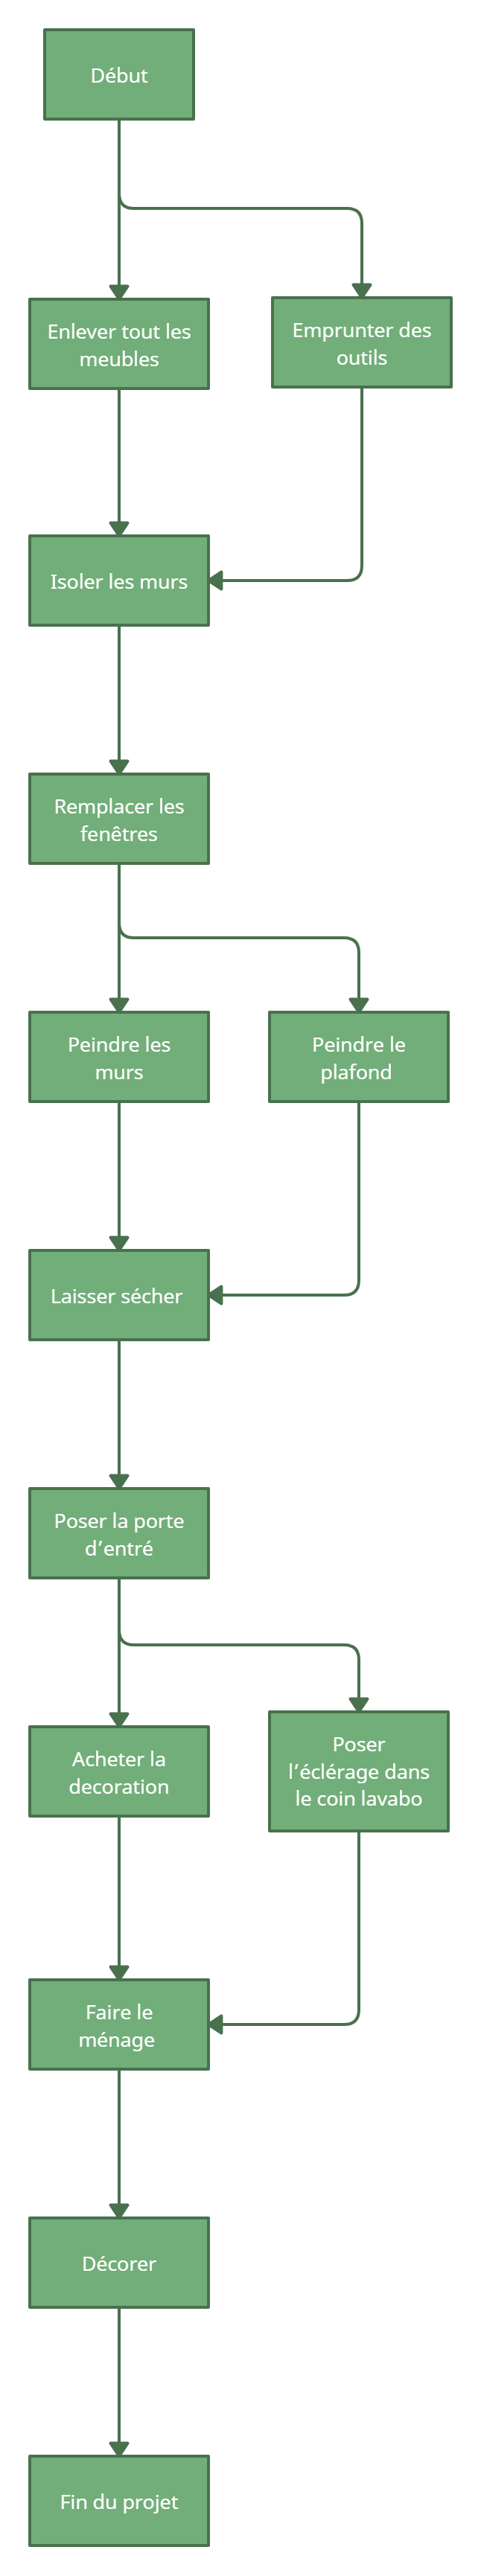 Début
Enlever tout les
meubles
Emprunter des
outils
Isoler les murs
Remplacer les
fenêtres
Peindre les
murs
Peindre le
plafond
Laisser sécher
Poser la porte
d’entré
Acheter la
decoration
Poser
l’éclérage dans
le coin lavabo
Faire le
ménage
Décorer
Fin du projet